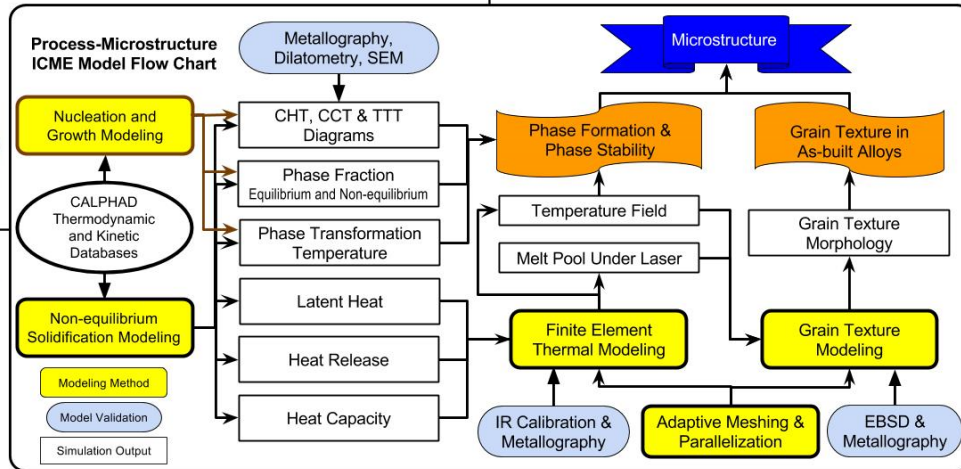 Process-Microstructure
ICME Model Flow Chart
Metallography,
Dilatometry, SEM
Microstructure
Nucleation and
Growth Modeling
CHT, CCT & TTT
Diagrams
Phase Formation &
Phase Stability
Grain Texture in
As-built Alloys
Phase Fraction
Equilibrium and Non-equilibrium
CALPHAD
Thermodynamic
and Kinetic
Databases
Temperature Field
Grain Texture
Morphology
Phase Transformation
Temperature
Melt Pool Under Laser
Latent Heat
Non-equilibrium
Solidification Modeling
Finite Element
Thermal Modeling
Grain Texture
Modeling
Heat Release
Modeling Method
Model Validation
Simulation Output
Heat Capacity
IR Calibration &
Metallography
Adaptive Meshing &
Parallelization
EBSD &
Metallography